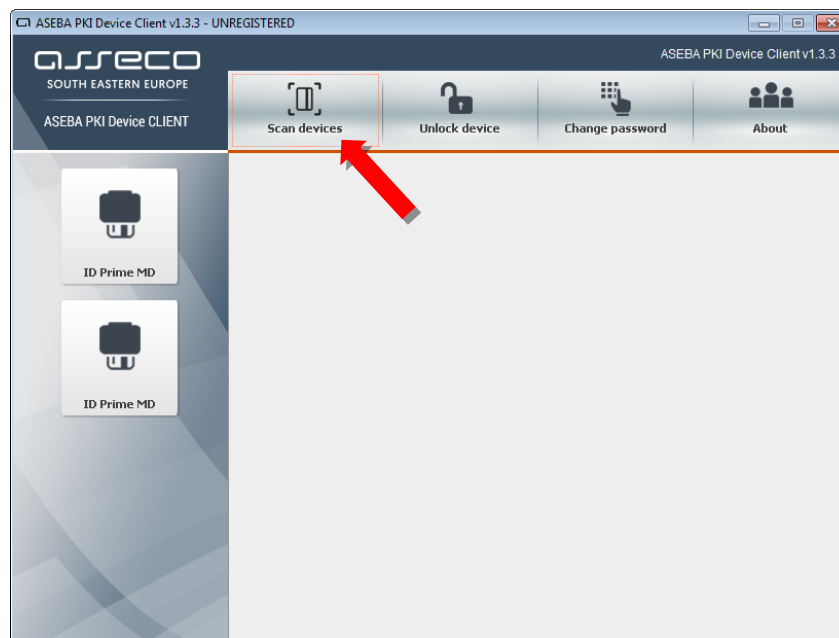 ASEBA PKI Device Client v1.3.3 - UNREGISTERED
asseco
SOUTH EASTERN EUROPE
ASEBA PKI Device CLIENT
ASEBA PKI Device Client v1.3.3
Scan devices
Unlock device
Change password
About
ID Prime MD
ID Prime MD